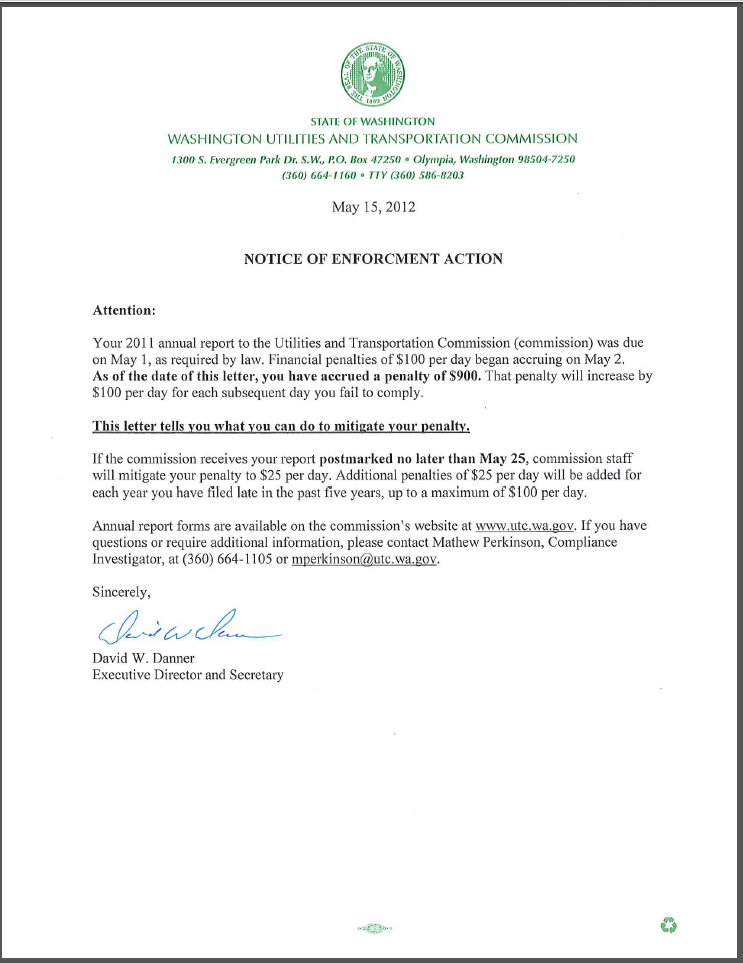 THE SEAL OF THE STATE OF WASHINGTON
1889
STATE OF WASHINGTON
WASHINGTON UTILITIES AND TRANSPORTATION COMMISSION
1300 S. Evergreen Park Dr. S.W., P.O. Box 47250 • Olympia, Washington 98504-7250
(360) 664-1160 • TTY (360) 586-8203
May 15, 2012
NOTICE OF ENFORCMENT ACTION
Attention:
Your 2011 annual report to the Utilities and Transportation Commission (commission) was due
on May 1, as required by law. Financial penalties of $100 per day began accruing on May 2.
As of the date of this letter, you have accrued a penalty of $900. That penalty will increase by
$100 per day for each subsequent day you fail to comply.
This letter tells you what you can do to mitigate your penalty.
If the commission receives your report postmarked no later than May 25, commission staff
will mitigate your penalty to $25 per day. Additional penalties of $25 per day will be added for
each year you have filed late in the past five years, up to a maximum of $100 per day.
Annual report forms are available on the commission's website at www.utc.wa.gov. If you have
questions or require additional information, please contact Mathew Perkinson, Compliance
Investigator, at (360) 664-1105 or mperkinson@utc.wa.gov.
Sincerely,
David W. Danner
Executive Director and Secretary